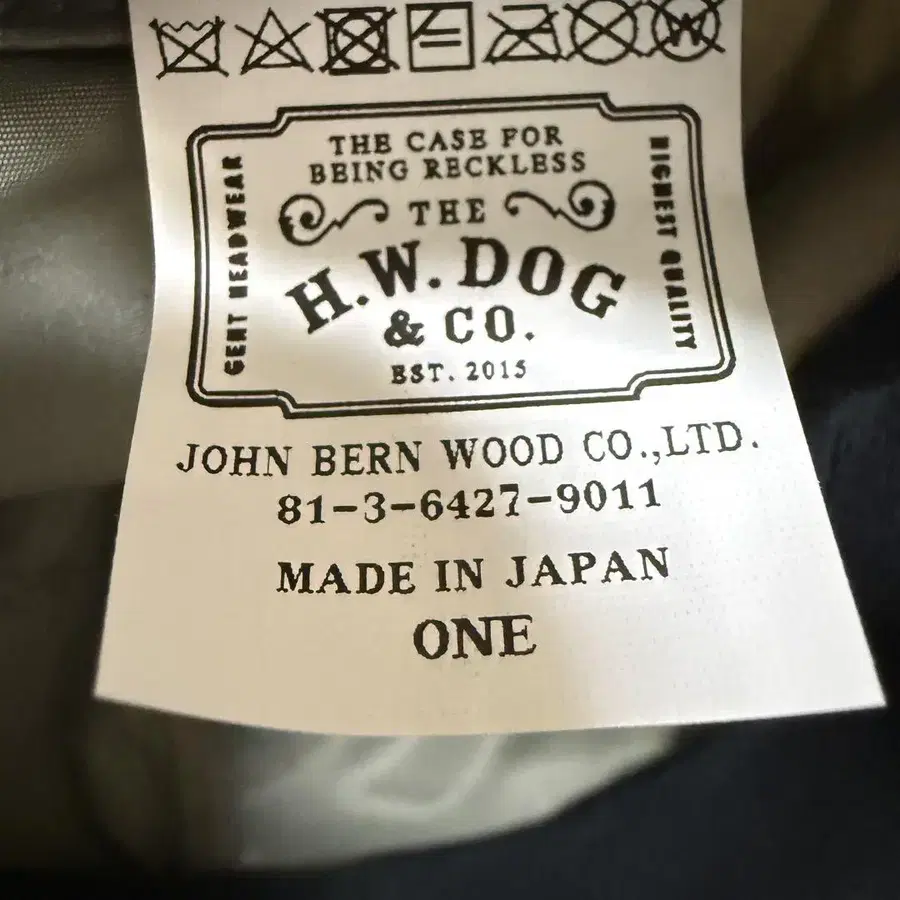 THE CASE FOR
BEING RECKLESS
THE
H.W. DOG
& CO.
EST. 2015
GENT HEADWEAR
HIGHEST QUALITY
JOHN BERN WOOD CO.,LTD.
81-3-6427-9011
MADE IN JAPAN
ONE